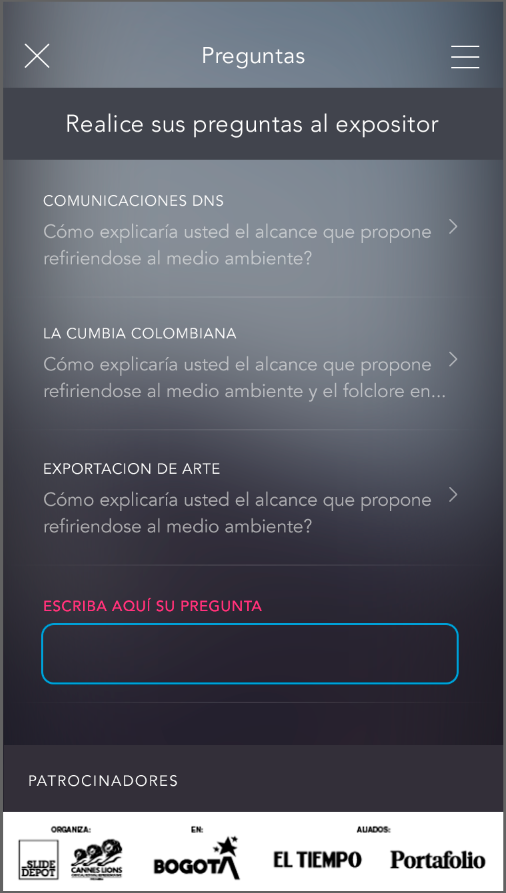 Preguntas
Realice sus preguntas al expositor
COMUNICACIONES DNS
Cómo explicaría usted el alcance que propone
refiriendose al medio ambiente?
LA CUMBIA COLOMBIANA
Cómo explicaría usted el alcance que propone
refiriendose al medio ambiente y el folclore en...
EXPORTACION DE ARTE
Cómo explicaría usted el alcance que propone
refiriendose al medio ambiente?
ESCRIBA AQUÍ SU PREGUNTA
PATROCINADORES
ORGANIZA: EN: ALIADOS:
SLIDE
DEPOT
CANNES LIONS
BOGOTÁ
EL TIEMPO
Portafolio